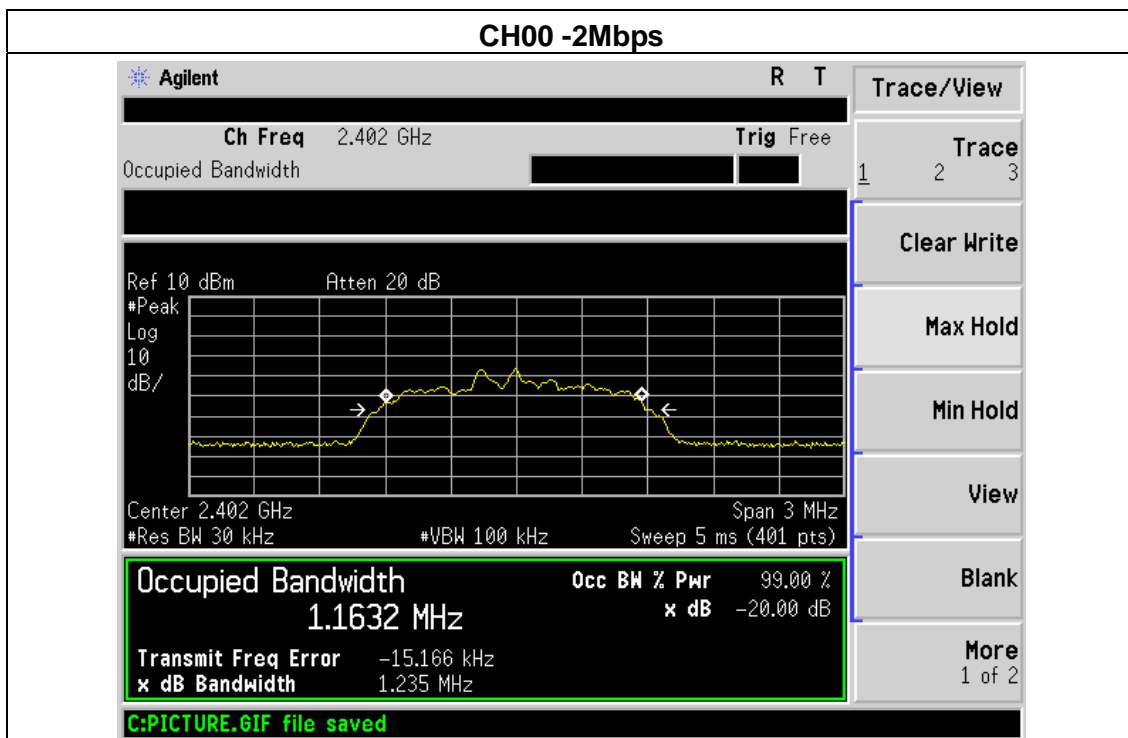 CH00 -2Mbps
Agilent R T
Trace/View
Ch Freq 2.402 GHz Trig Free
Occupied Bandwidth
Trace
1 2 3
Clear Write
Ref 10 dBm Atten 20 dB
#Peak
Log
10
dB/
Max Hold
Min Hold
View
Center 2.402 GHz Span 3 MHz
#Res BW 30 kHz #VBW 100 kHz Sweep 5 ms (401 pts)
Occupied Bandwidth Occ BW % Pwr 99.00 %
1.1632 MHz x dB -20.00 dB
Blank
Transmit Freq Error -15.166 kHz
x dB Bandwidth 1.235 MHz
More
1 of 2
C:PICTURE.GIF file saved